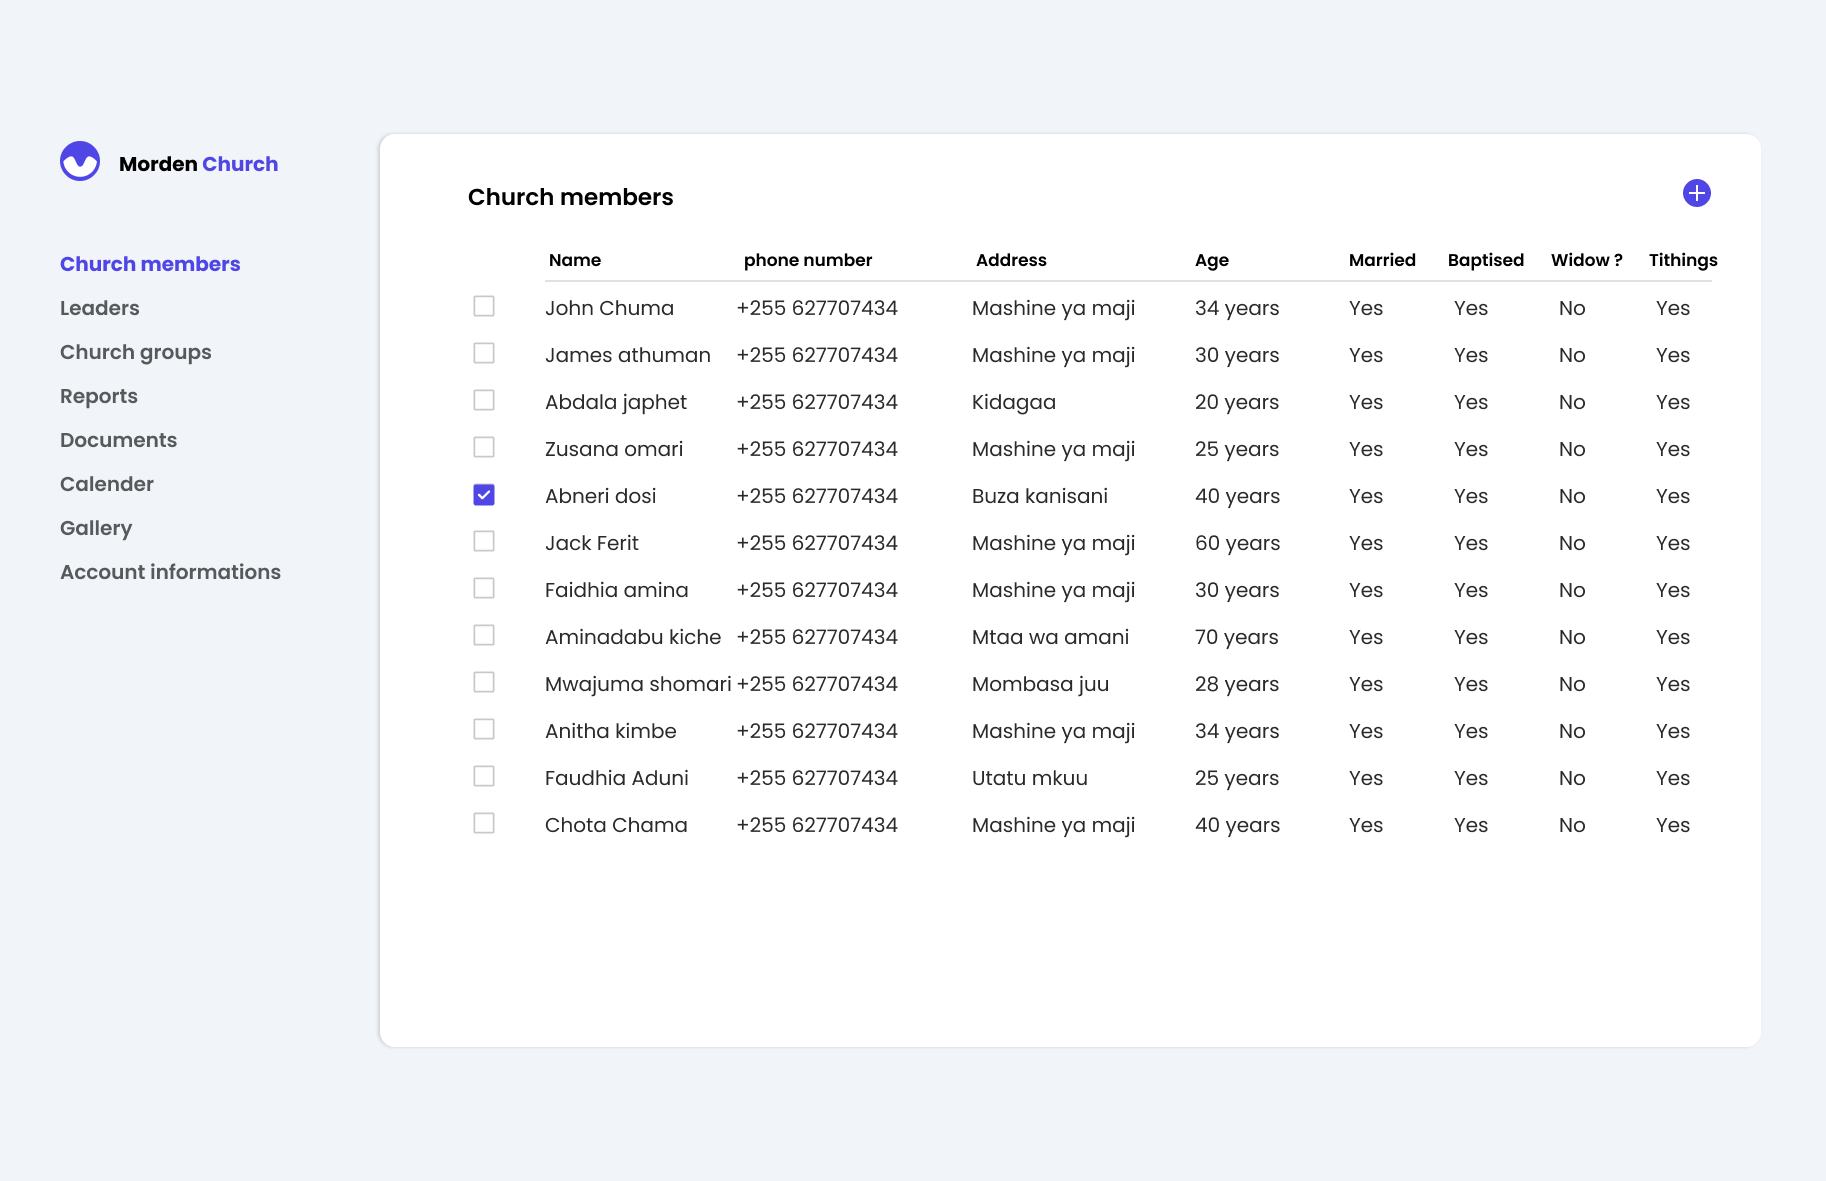 Morden Church
Church members
Leaders
Church groups
Reports
Documents
Calender
Gallery
Account informations
Church members
Name phone number Address Age Married Baptised Widow ? Tithings
John Chuma +255 627707434 Mashine ya maji 34 years Yes Yes No Yes
James athuman +255 627707434 Mashine ya maji 30 years Yes Yes No Yes
Abdala japhet +255 627707434 Kidagaa 20 years Yes Yes No Yes
Zusana omari +255 627707434 Mashine ya maji 25 years Yes Yes No Yes
Abneri dosi +255 627707434 Buza kanisani 40 years Yes Yes No Yes
Jack Ferit +255 627707434 Mashine ya maji 60 years Yes Yes No Yes
Faidhia amina +255 627707434 Mashine ya maji 30 years Yes Yes No Yes
Aminadabu kiche +255 627707434 Mtaa wa amani 70 years Yes Yes No Yes
Mwajuma shomari +255 627707434 Mombasa juu 28 years Yes Yes No Yes
Anitha kimbe +255 627707434 Mashine ya maji 34 years Yes Yes No Yes
Faudhia Aduni +255 627707434 Utatu mkuu 25 years Yes Yes No Yes
Chota Chama +255 627707434 Mashine ya maji 40 years Yes Yes No Yes